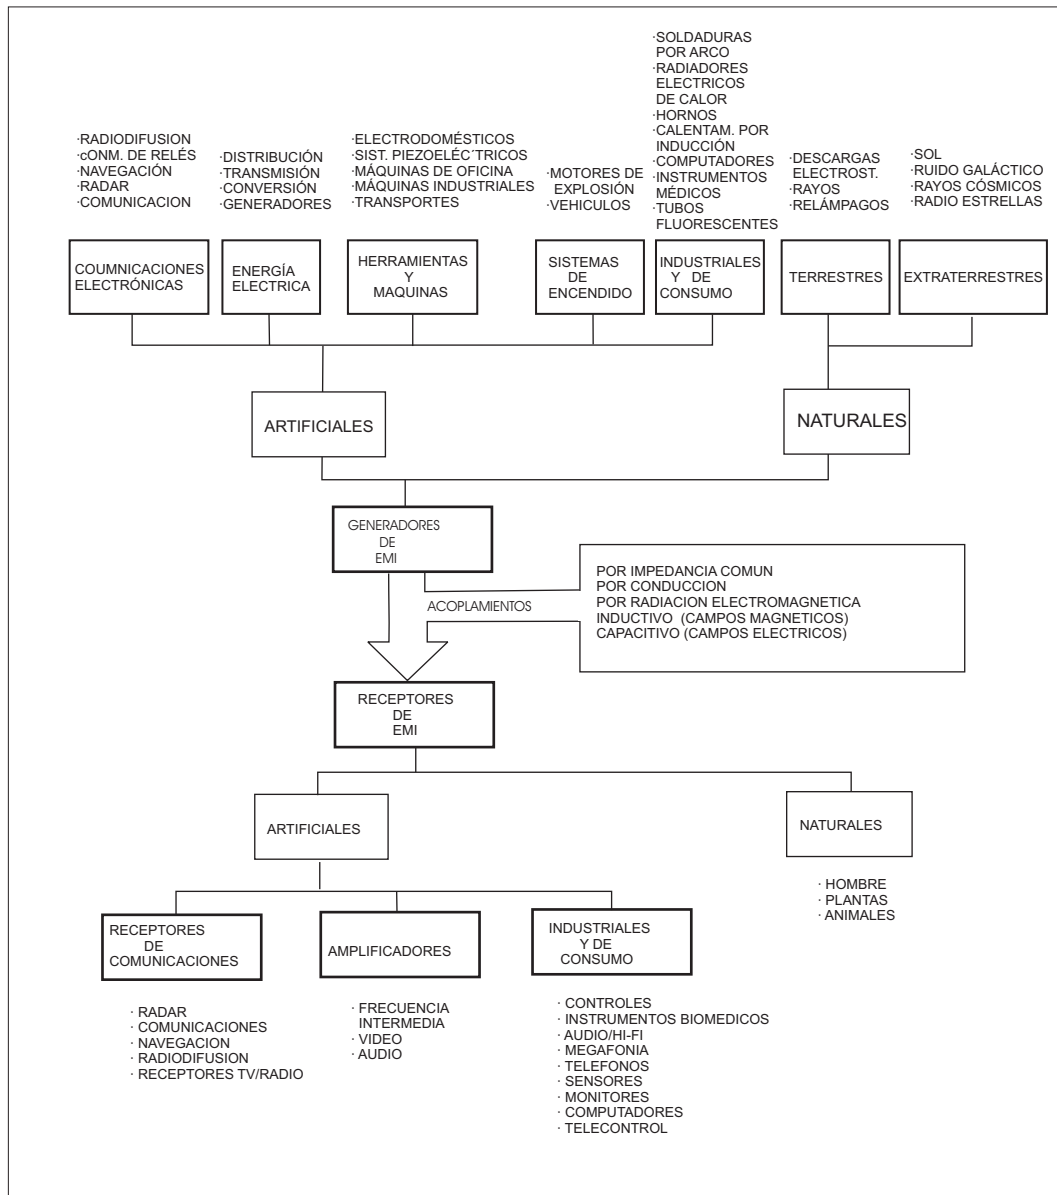 ·RADIODIFUSION
·cONM. DE RELÉS
·NAVEGACIÓN
·RADAR
·COMUNICACION
·DISTRIBUCIÓN
·TRANSMISIÓN
·CONVERSIÓN
·GENERADORES
·ELECTRODOMÉSTICOS
·SIST. PIEZOELÉC´TRICOS
·MÁQUINAS DE OFICINA
·MÁQUINAS INDUSTRIALES
·TRANSPORTES
·MOTORES DE
EXPLOSIÓN
·VEHICULOS
·SOLDADURAS
POR ARCO
·RADIADORES
ELECTRICOS
DE CALOR
·HORNOS
·CALENTAM. POR
INDUCCIÓN
·COMPUTADORES
·INSTRUMENTOS
MÉDICOS
·TUBOS
FLUORESCENTES
·DESCARGAS
ELECTROST.
·RAYOS
·RELÁMPAGOS
·SOL
·RUIDO GALÁCTICO
·RAYOS CÓSMICOS
·RADIO ESTRELLAS
COUMNICACIONES
ELECTRÓNICAS
ENERGÍA
ELECTRICA
HERRAMIENTAS
Y
MAQUINAS
SISTEMAS
DE
ENCENDIDO
INDUSTRIALES
Y DE
CONSUMO
TERRESTRES
EXTRATERRESTRES
ARTIFICIALES
NATURALES
GENERADORES
DE
EMI
ACOPLAMIENTOS
POR IMPEDANCIA COMUN
POR CONDUCCION
POR RADIACION ELECTROMAGNETICA
INDUCTIVO (CAMPOS MAGNETICOS)
CAPACITIVO (CAMPOS ELECTRICOS)
RECEPTORES
DE
EMI
ARTIFICIALES
NATURALES
· HOMBRE
· PLANTAS
· ANIMALES
RECEPTORES
DE
COMUNICACIONES
AMPLIFICADORES
INDUSTRIALES
Y DE
CONSUMO
· RADAR
· COMUNICACIONES
· NAVEGACION
· RADIODIFUSION
· RECEPTORES TV/RADIO
· FRECUENCIA
INTERMEDIA
· VIDEO
· AUDIO
· CONTROLES
· INSTRUMENTOS BIOMEDICOS
· AUDIO/HI-FI
· MEGAFONIA
· TELEFONOS
· SENSORES
· MONITORES
· COMPUTADORES
· TELECONTROL